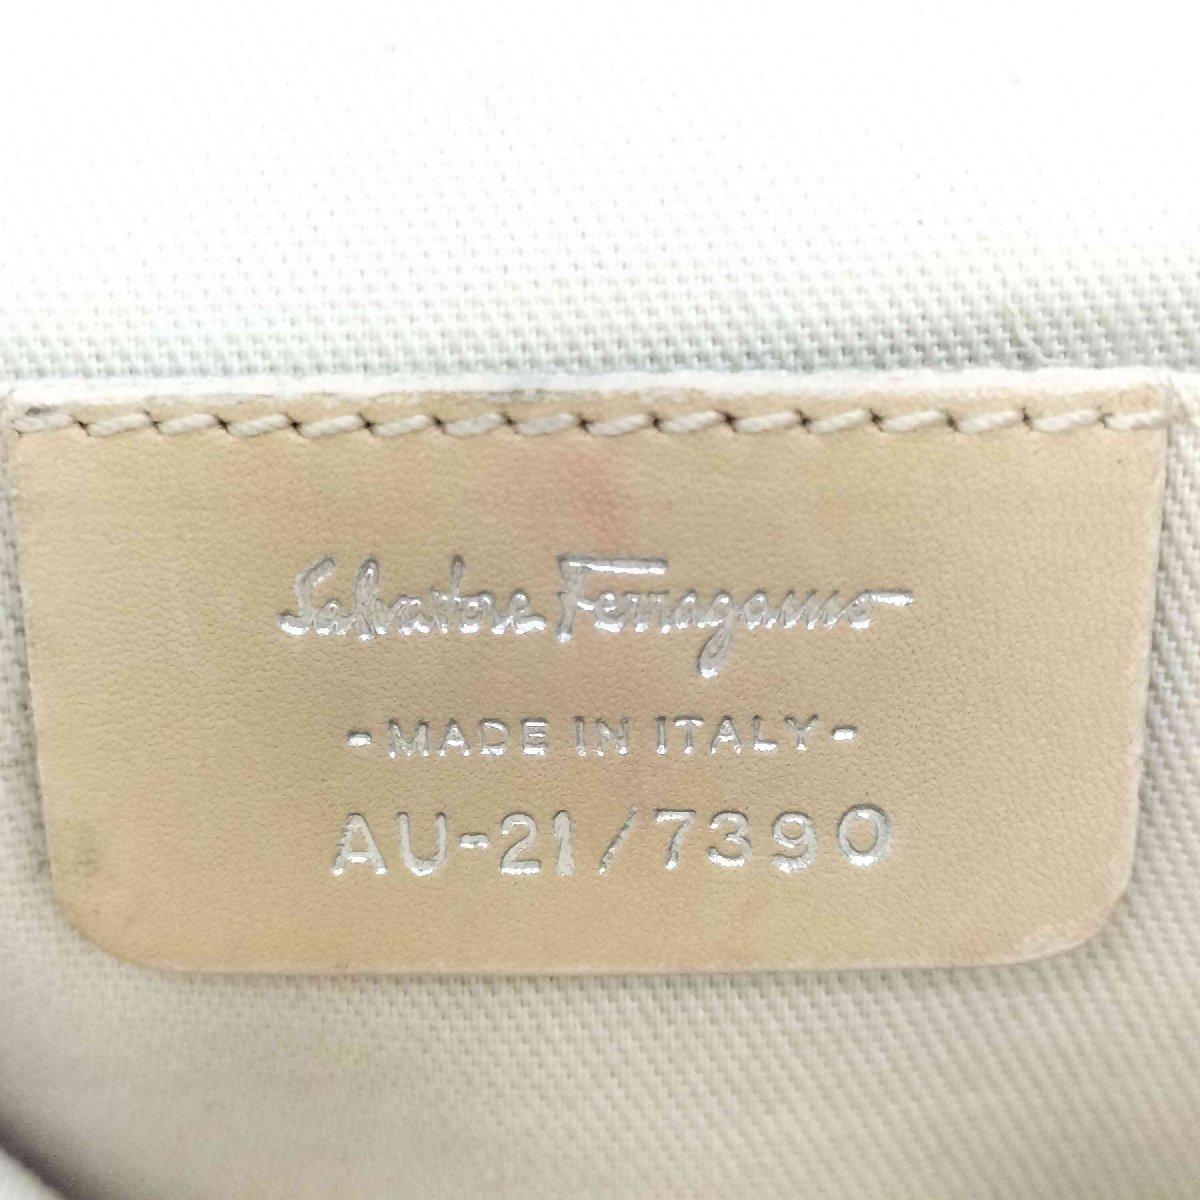 Salvatore Ferragamo
-MADE IN ITALY-
AU-21/7390